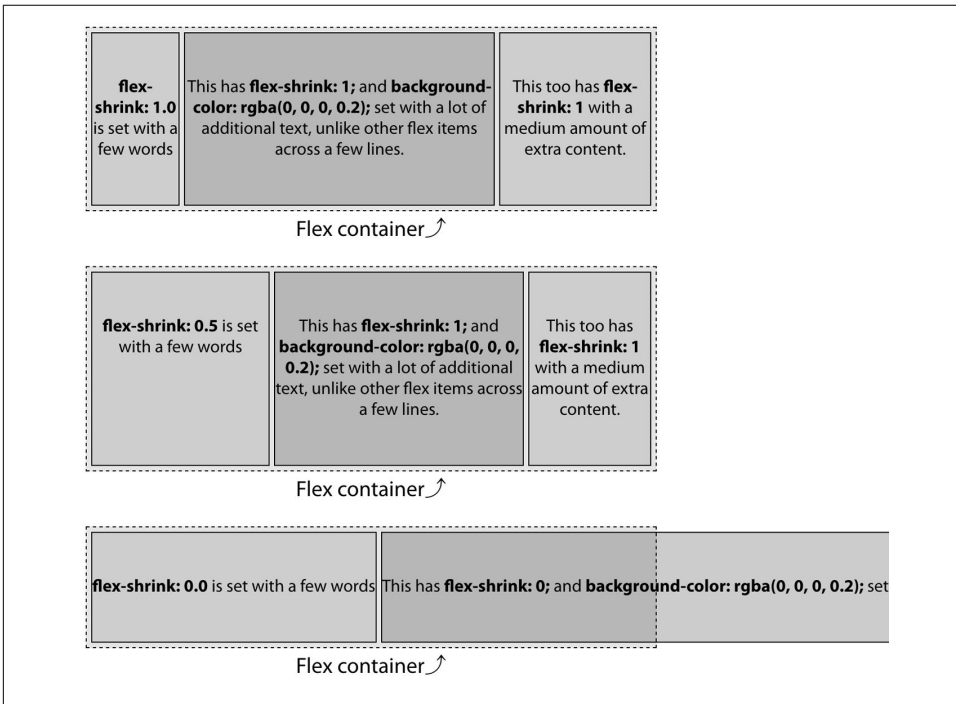 flex-
shrink: 1.0
is set with a
few words
This has flex-shrink: 1; and background-
color: rgba(0, 0, 0, 0.2); set with a lot of
additional text, unlike other flex items
across a few lines.
This too has flex-
shrink: 1 with a
medium amount of
extra content.
Flex container
flex-shrink: 0.5 is set
with a few words
This has flex-shrink: 1; and
background-color: rgba(0, 0, 0,
0.2); set with a lot of additional
text, unlike other flex items across
a few lines.
This too has
flex-shrink: 1
with a medium
amount of extra
content.
Flex container
flex-shrink: 0.0 is set with a few words
This has flex-shrink: 0; and background-color: rgba(0, 0, 0, 0.2); set
Flex container